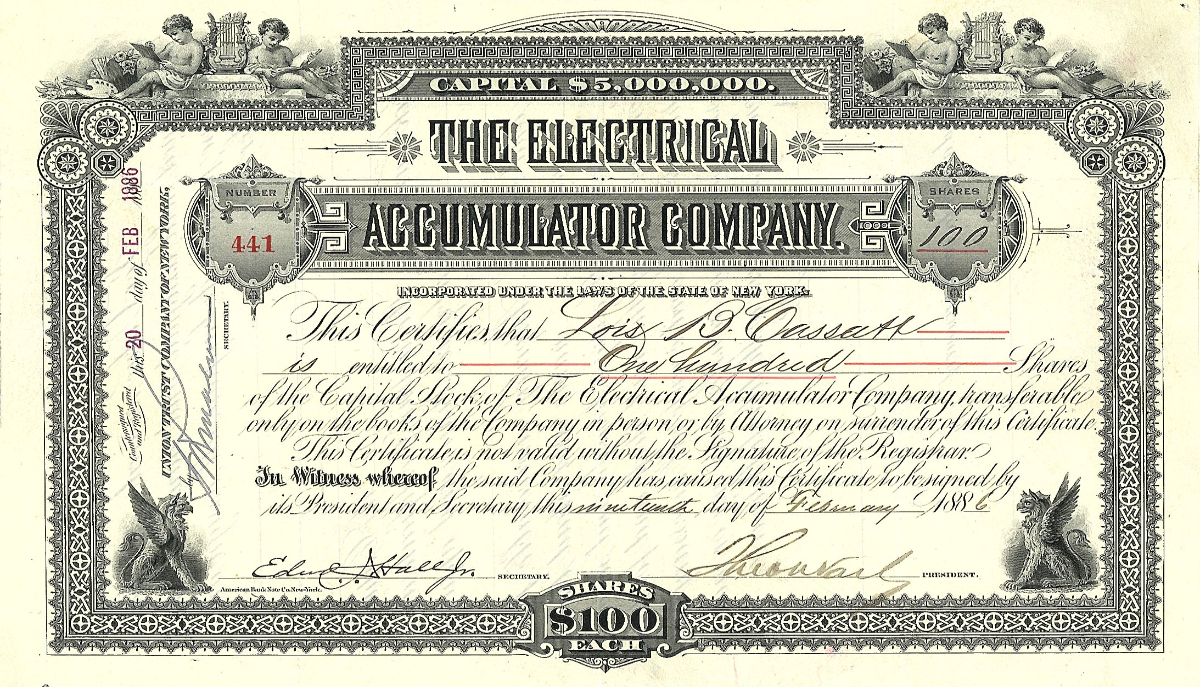 CAPITAL $5,000,000.
THE ELECTRICAL
ACCUMULATOR COMPANY.
NUMBER
441
SHARES
100
INCORPORATED UNDER THE LAWS OF THE STATE OF NEW YORK.
This Certifies, that Lois B. Cassatt
is entitled to One hundred Shares
of the Capital Stock, of The Electrical Accumulator Company, transferable
only on the books of the Company in person, or by Attorney on surrender of this Certificate.
This Certificate is not valid without the Signature of the Registrar
In Witness whereof the said Company has caused this Certificate to be signed by
its President and Secretary this nineteenth day of February 1886
SECRETARY.
PRESIDENT.
American Bank Note Co. New-York.
SHARES
$100
EACH
Countersigned
and Registered this 20 day of FEB 1886
UNION TRUST COMPANY OF NEW YORK,
by
SECRETARY.